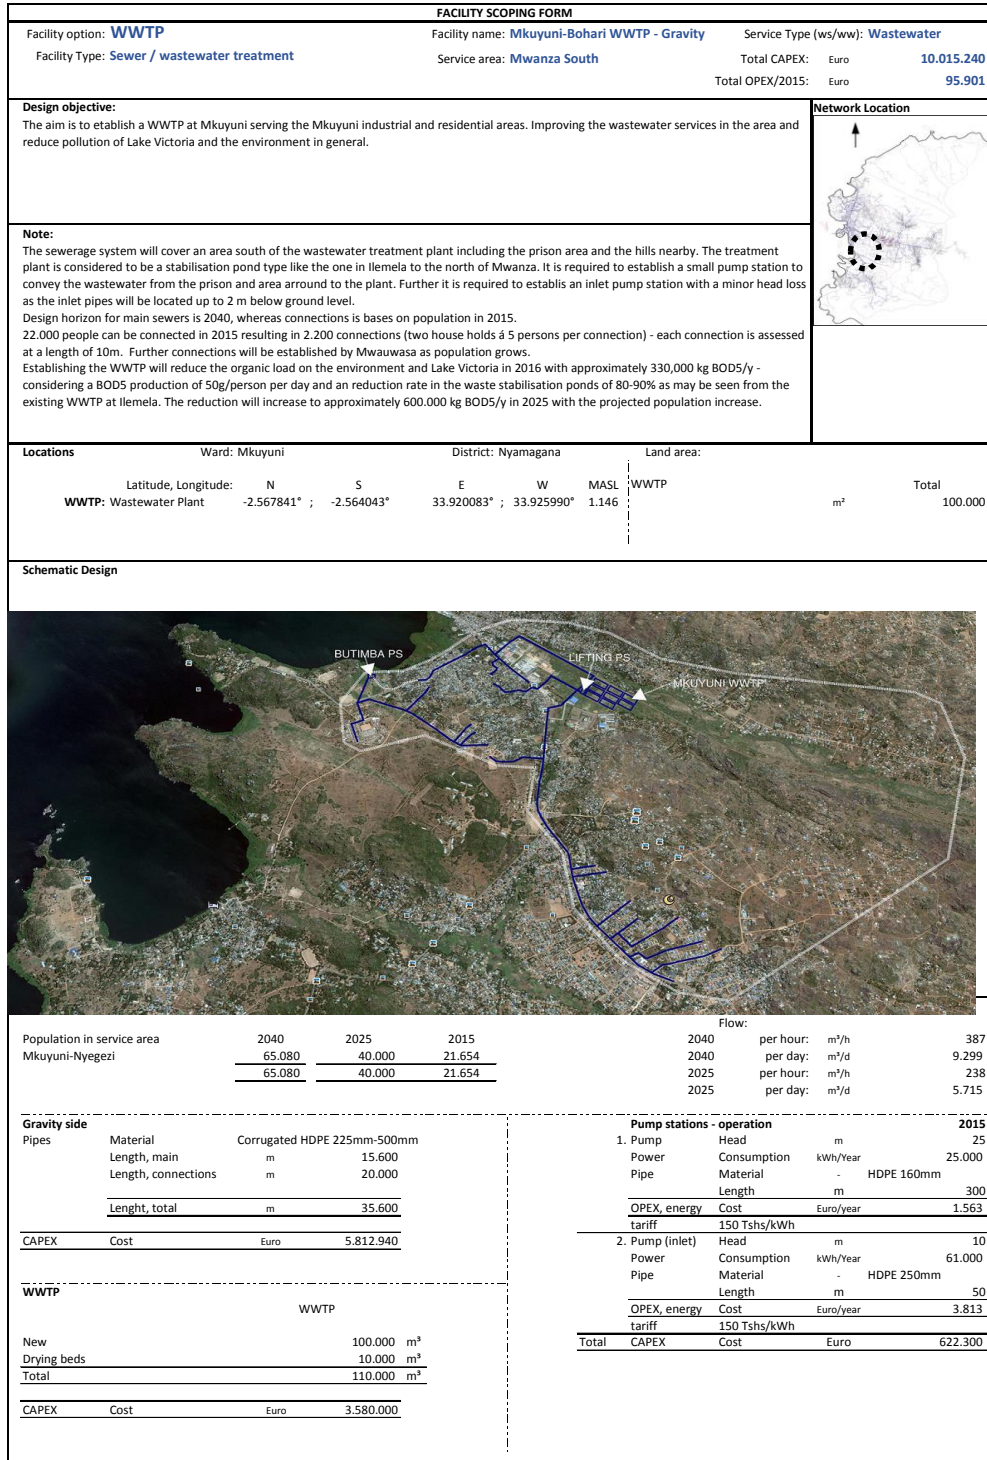 FACILITY SCOPING FORM
Facility option: WWTP Facility name: Mkuyuni-Bohari WWTP - Gravity Service Type (ws/ww): Wastewater
Facility Type: Sewer / wastewater treatment Service area: Mwanza South Total CAPEX: Euro 10.015.240
Total OPEX/2015: Euro 95.901
Design objective:
The aim is to etablish a WWTP at Mkuyuni serving the Mkuyuni industrial and residential areas. Improving the wastewater services in the area and
reduce pollution of Lake Victoria and the environment in general.
Network Location
Note:
The sewerage system will cover an area south of the wastewater treatment plant including the prison area and the hills nearby. The treatment
plant is considered to be a stabilisation pond type like the one in Ilemela to the north of Mwanza. It is required to establish a small pump station to
convey the wastewater from the prison and area arround to the plant. Further it is required to establis an inlet pump station with a minor head loss
as the inlet pipes will be located up to 2 m below ground level.
Design horizon for main sewers is 2040, whereas connections is bases on population in 2015.
22.000 people can be connected in 2015 resulting in 2.200 connections (two house holds á 5 persons per connection) - each connection is assessed
at a length of 10m. Further connections will be established by Mwauwasa as population grows.
Establishing the WWTP will reduce the organic load on the environment and Lake Victoria in 2016 with approximately 330,000 kg BOD5/y -
considering a BOD5 production of 50g/person per day and an reduction rate in the waste stabilisation ponds of 80-90% as may be seen from the
existing WWTP at Ilemela. The reduction will increase to approximately 600.000 kg BOD5/y in 2025 with the projected population increase.
Locations Ward: Mkuyuni District: Nyamagana Land area:
Latitude, Longitude: N S E W MASL WWTP Total
WWTP: Wastewater Plant -2.567841° ; -2.564043° 33.920083° ; 33.925990° 1.146 m² 100.000
Schematic Design
BUTIMBA PS
LIFTING PS
MKUYUNI WWTP
Flow:
Population in service area 2040 2025 2015 2040 per hour: m³/h 387
Mkuyuni-Nyegezi 65.080 40.000 21.654 2040 per day: m³/d 9.299
65.080 40.000 21.654 2025 per hour: m³/h 238
2025 per day: m³/d 5.715
Gravity side
Pipes Material Corrugated HDPE 225mm-500mm
Length, main m 15.600
Length, connections m 20.000
Lenght, total m 35.600
CAPEX Cost Euro 5.812.940
WWTP
WWTP
New 100.000 m³
Drying beds 10.000 m³
Total 110.000 m³
CAPEX Cost Euro 3.580.000
Pump stations - operation 2015
1. Pump Head m 25
Power Consumption kWh/Year 25.000
Pipe Material - HDPE 160mm
Length m 300
OPEX, energy Cost Euro/year 1.563
tariff 150 Tshs/kWh
2. Pump (inlet) Head m 10
Power Consumption kWh/Year 61.000
Pipe Material - HDPE 250mm
Length m 50
OPEX, energy Cost Euro/year 3.813
tariff 150 Tshs/kWh
Total CAPEX Cost Euro 622.300